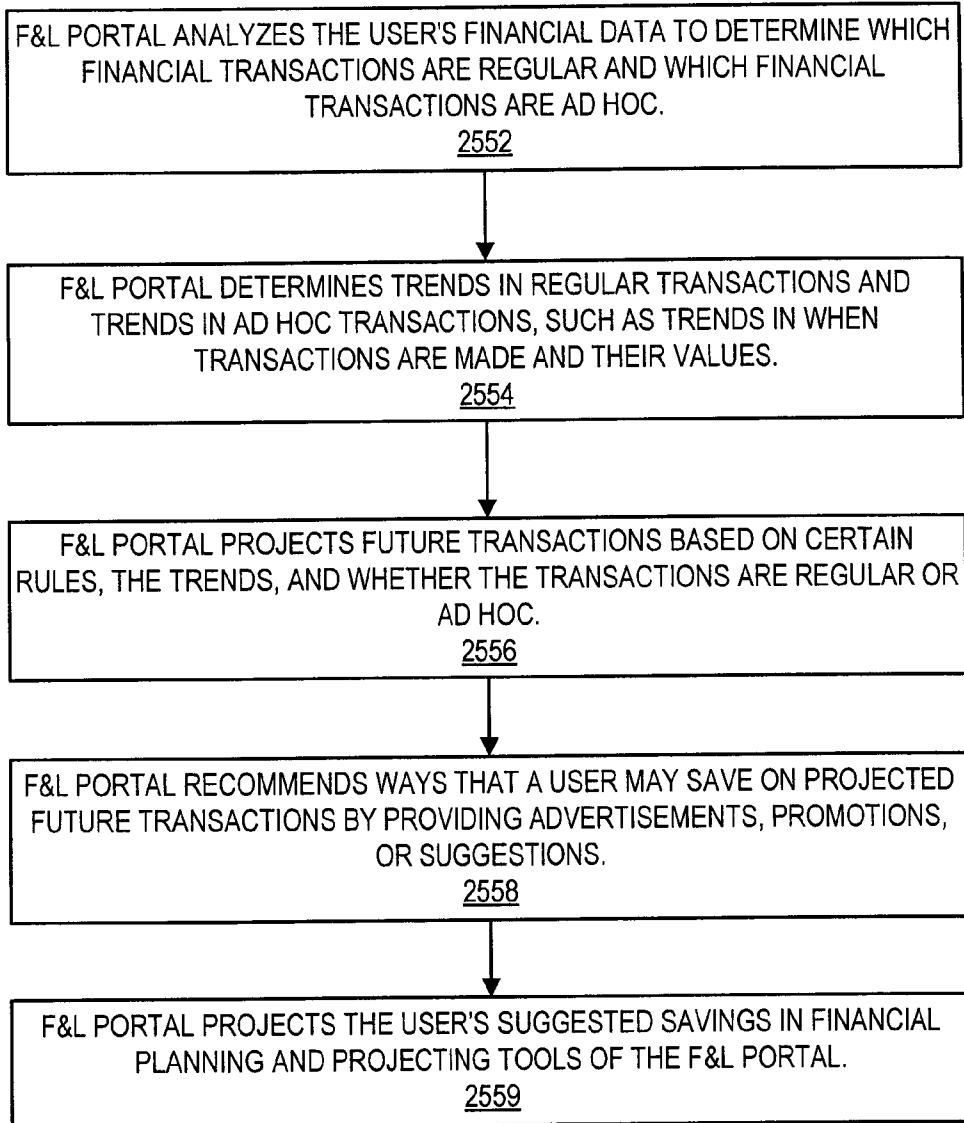 F&L PORTAL ANALYZES THE USER'S FINANCIAL DATA TO DETERMINE WHICH
FINANCIAL TRANSACTIONS ARE REGULAR AND WHICH FINANCIAL
TRANSACTIONS ARE AD HOC.
2552
F&L PORTAL DETERMINES TRENDS IN REGULAR TRANSACTIONS AND
TRENDS IN AD HOC TRANSACTIONS, SUCH AS TRENDS IN WHEN
TRANSACTIONS ARE MADE AND THEIR VALUES.
2554
F&L PORTAL PROJECTS FUTURE TRANSACTIONS BASED ON CERTAIN
RULES, THE TRENDS, AND WHETHER THE TRANSACTIONS ARE REGULAR OR
AD HOC.
2556
F&L PORTAL RECOMMENDS WAYS THAT A USER MAY SAVE ON PROJECTED
FUTURE TRANSACTIONS BY PROVIDING ADVERTISEMENTS, PROMOTIONS,
OR SUGGESTIONS.
2558
F&L PORTAL PROJECTS THE USER'S SUGGESTED SAVINGS IN FINANCIAL
PLANNING AND PROJECTING TOOLS OF THE F&L PORTAL.
2559